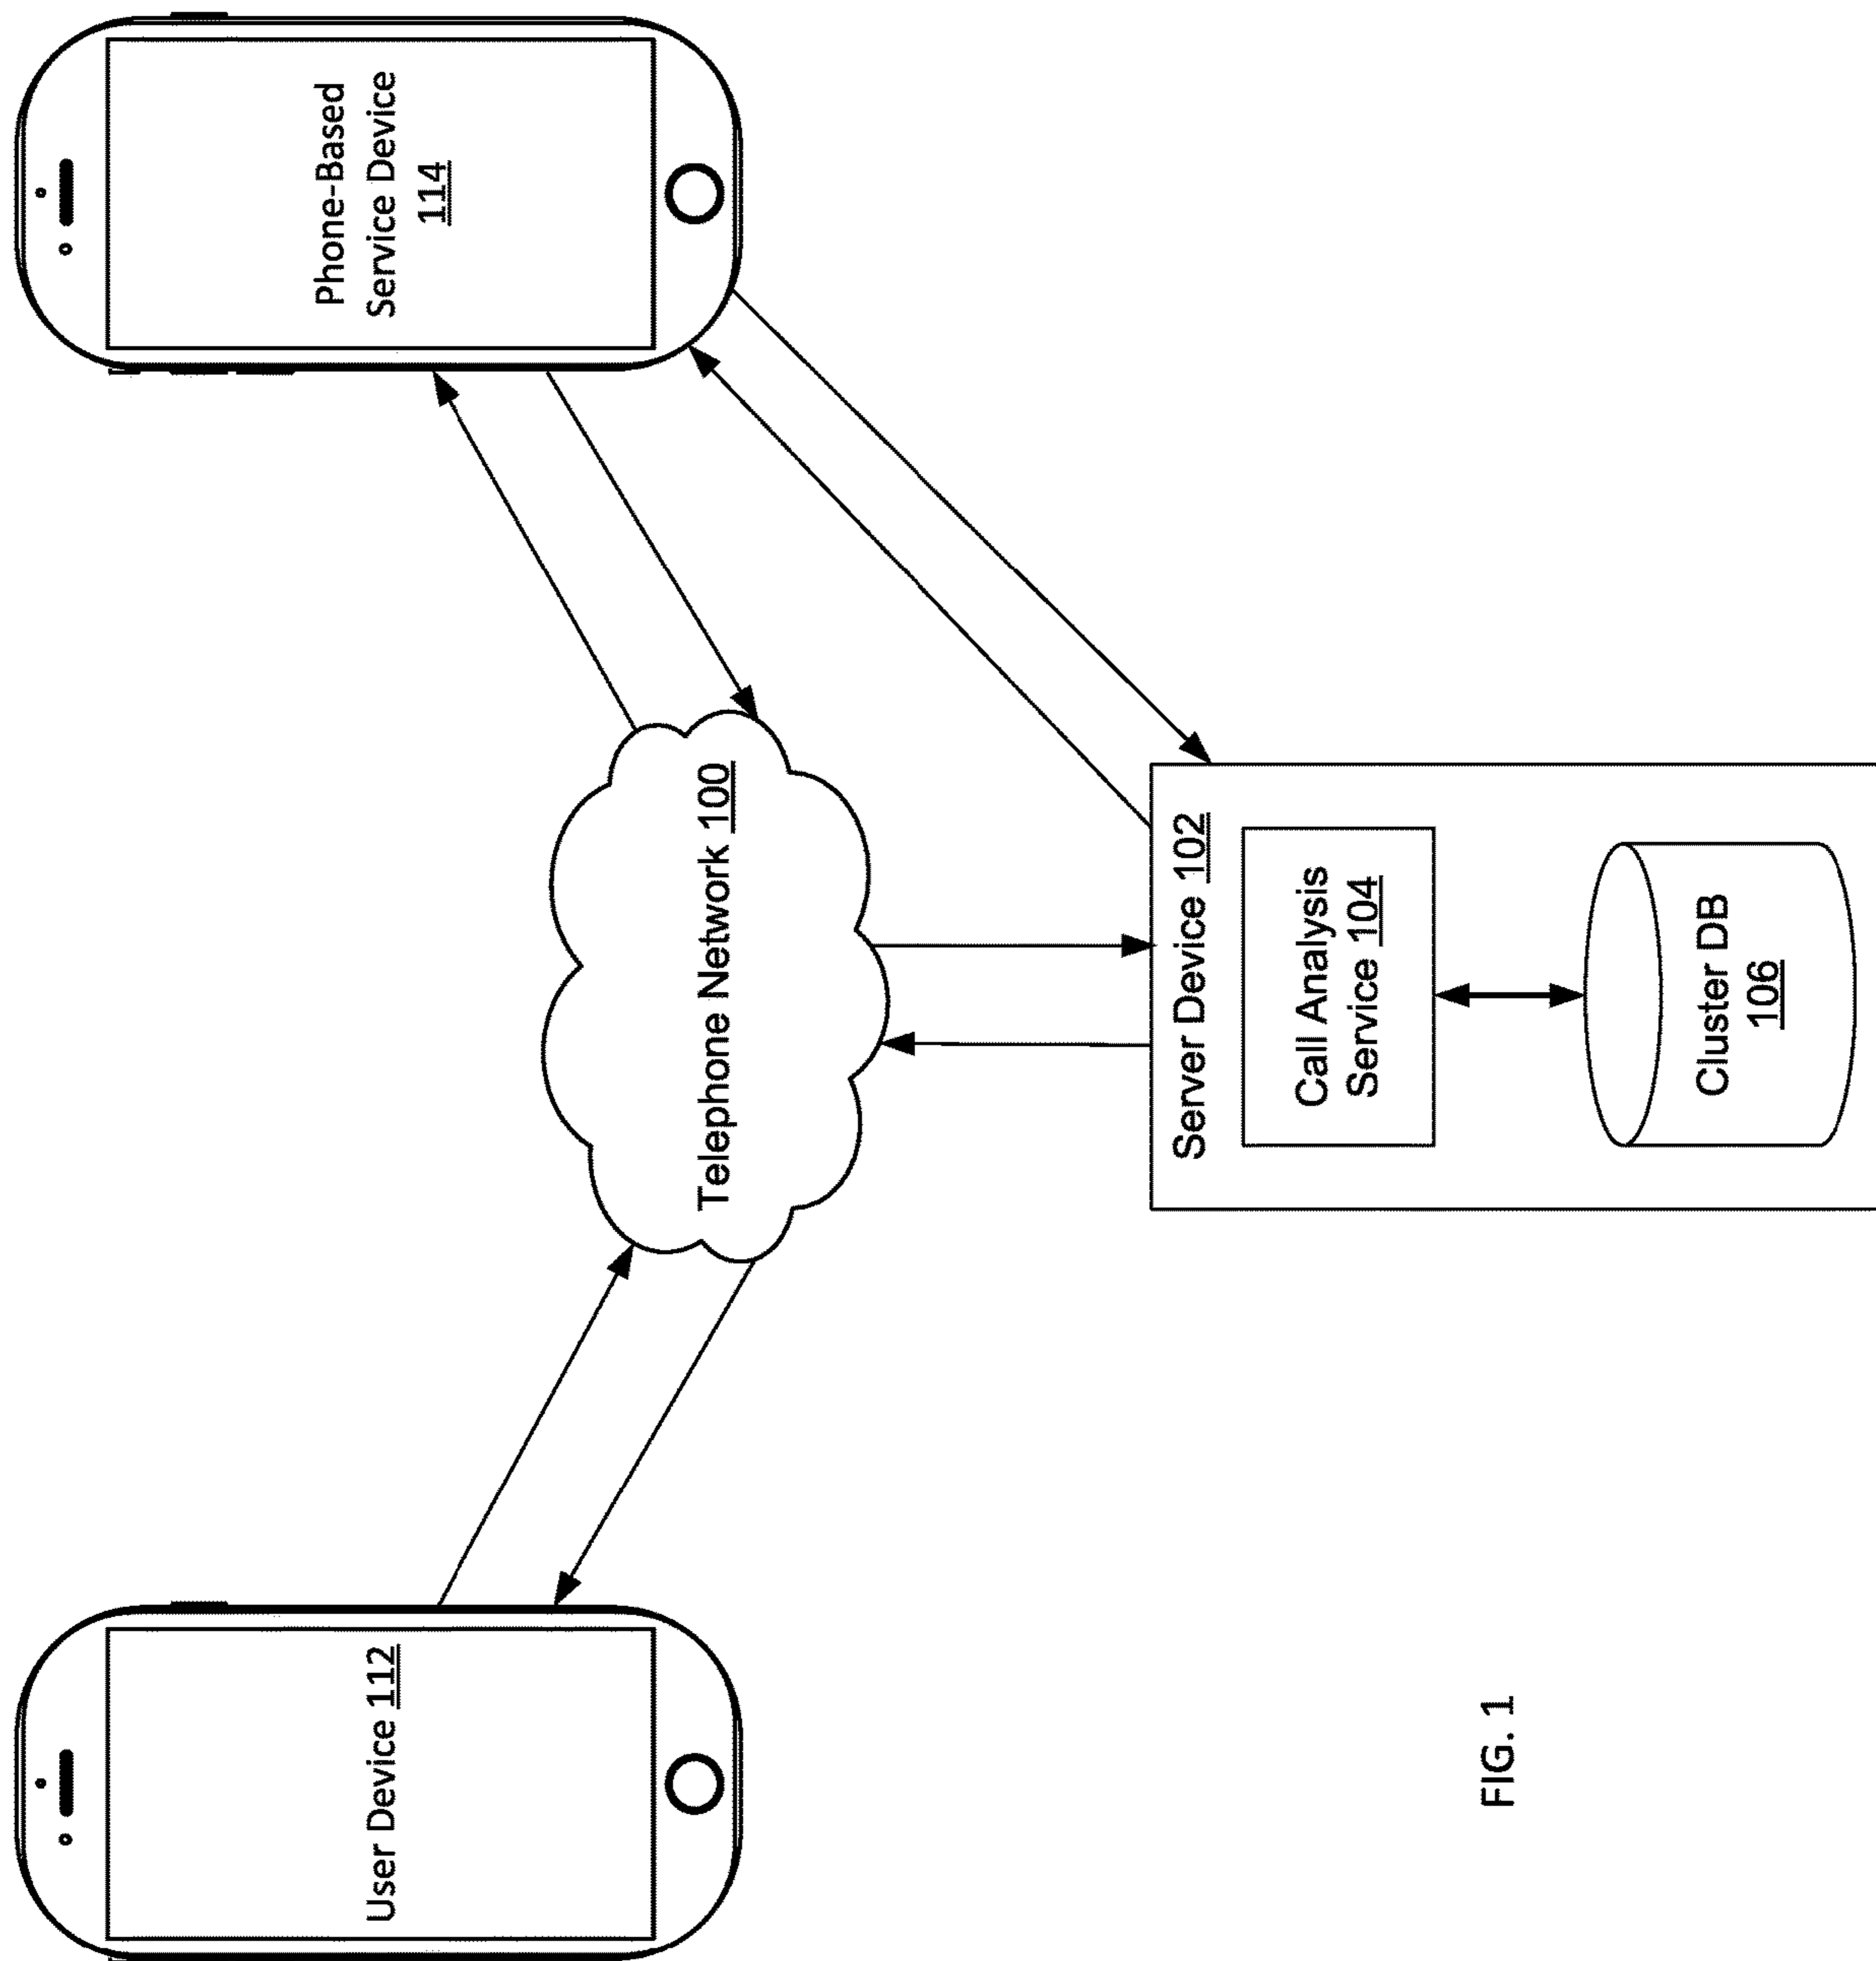 User Device 112
Telephone Network 100
Phone-Based
Service Device
114
Server Device 102
Call Analysis
Service 104
Cluster DB
106
FIG. 1